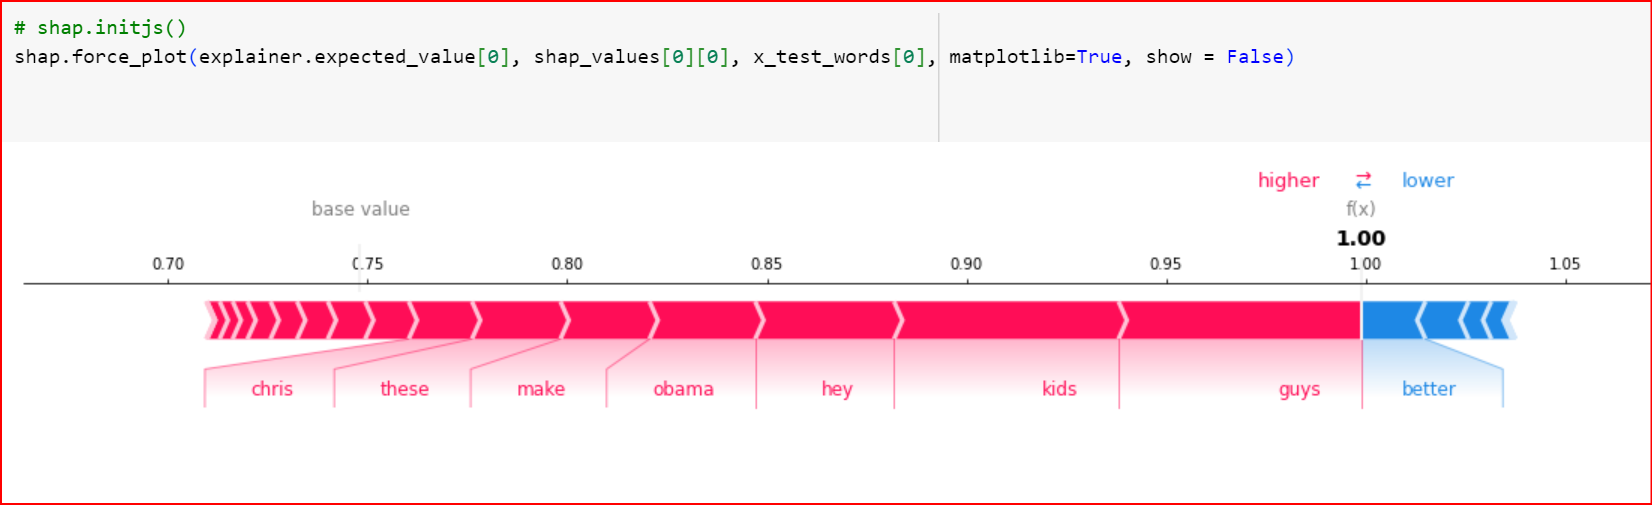 # shap.initjs()
shap.force_plot(explainer.expected_value[0], shap_values[0][0], x_test_words[0], matplotlib=True, show = False)
higher ⇄ lower
base value f(x)
1.00
0.70 0.75 0.80 0.85 0.90 0.95 1.00 1.05
chris these make obama hey kids guys better